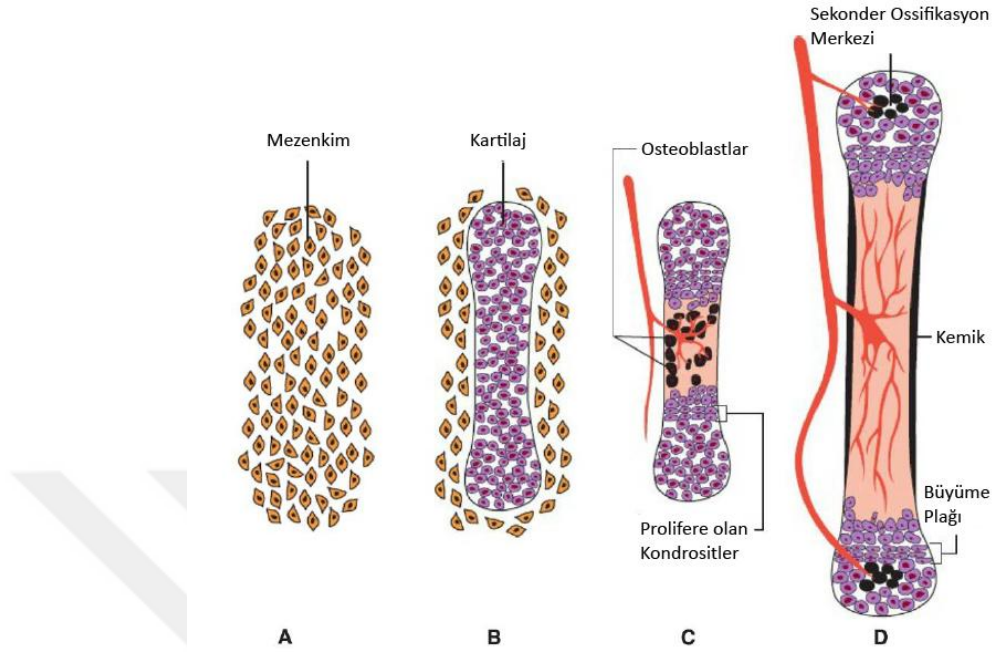 Sekonder Ossifikasyon
Merkezi
Mezenkim
Kartilaj
Osteoblastlar
Kemik
Büyüme
Plağı
Prolifere olan
Kondrositler
A
B
C
D